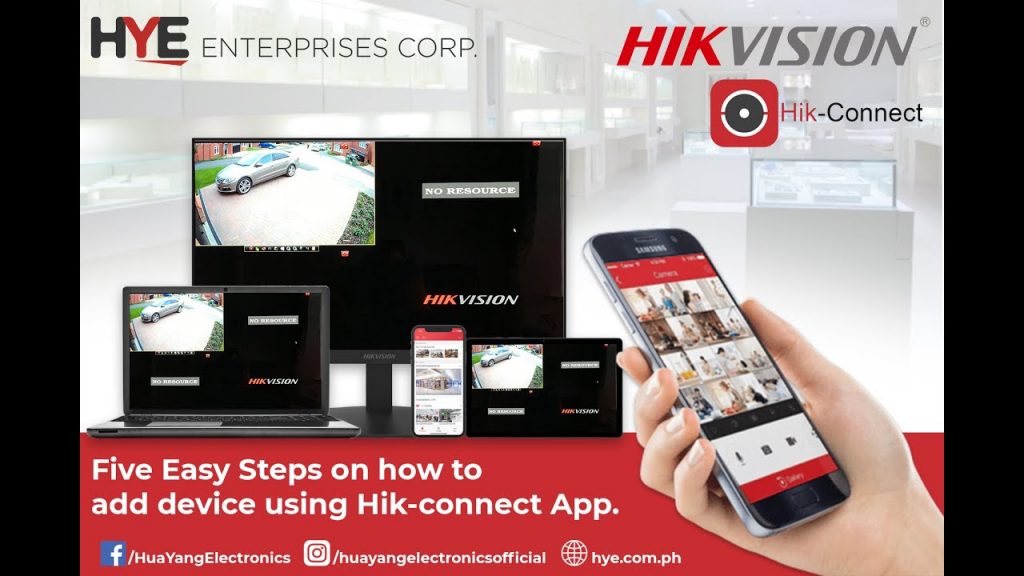 HYE ENTERPRISES CORP.
HIKVISION®
Hik-Connect
NO RESOURCE
HIKVISION
HIKVISION
NO RESOURCE
NO RESOURCE
HIKVISION
NO RESOURCE
NO RESOURCE
HIKVISION
SAMSUNG
Camera
Gallery
Five Easy Steps on how to
add device using Hik-connect App.
/HuaYangElectronics
/huayangelectronicsofficial
hye.com.ph